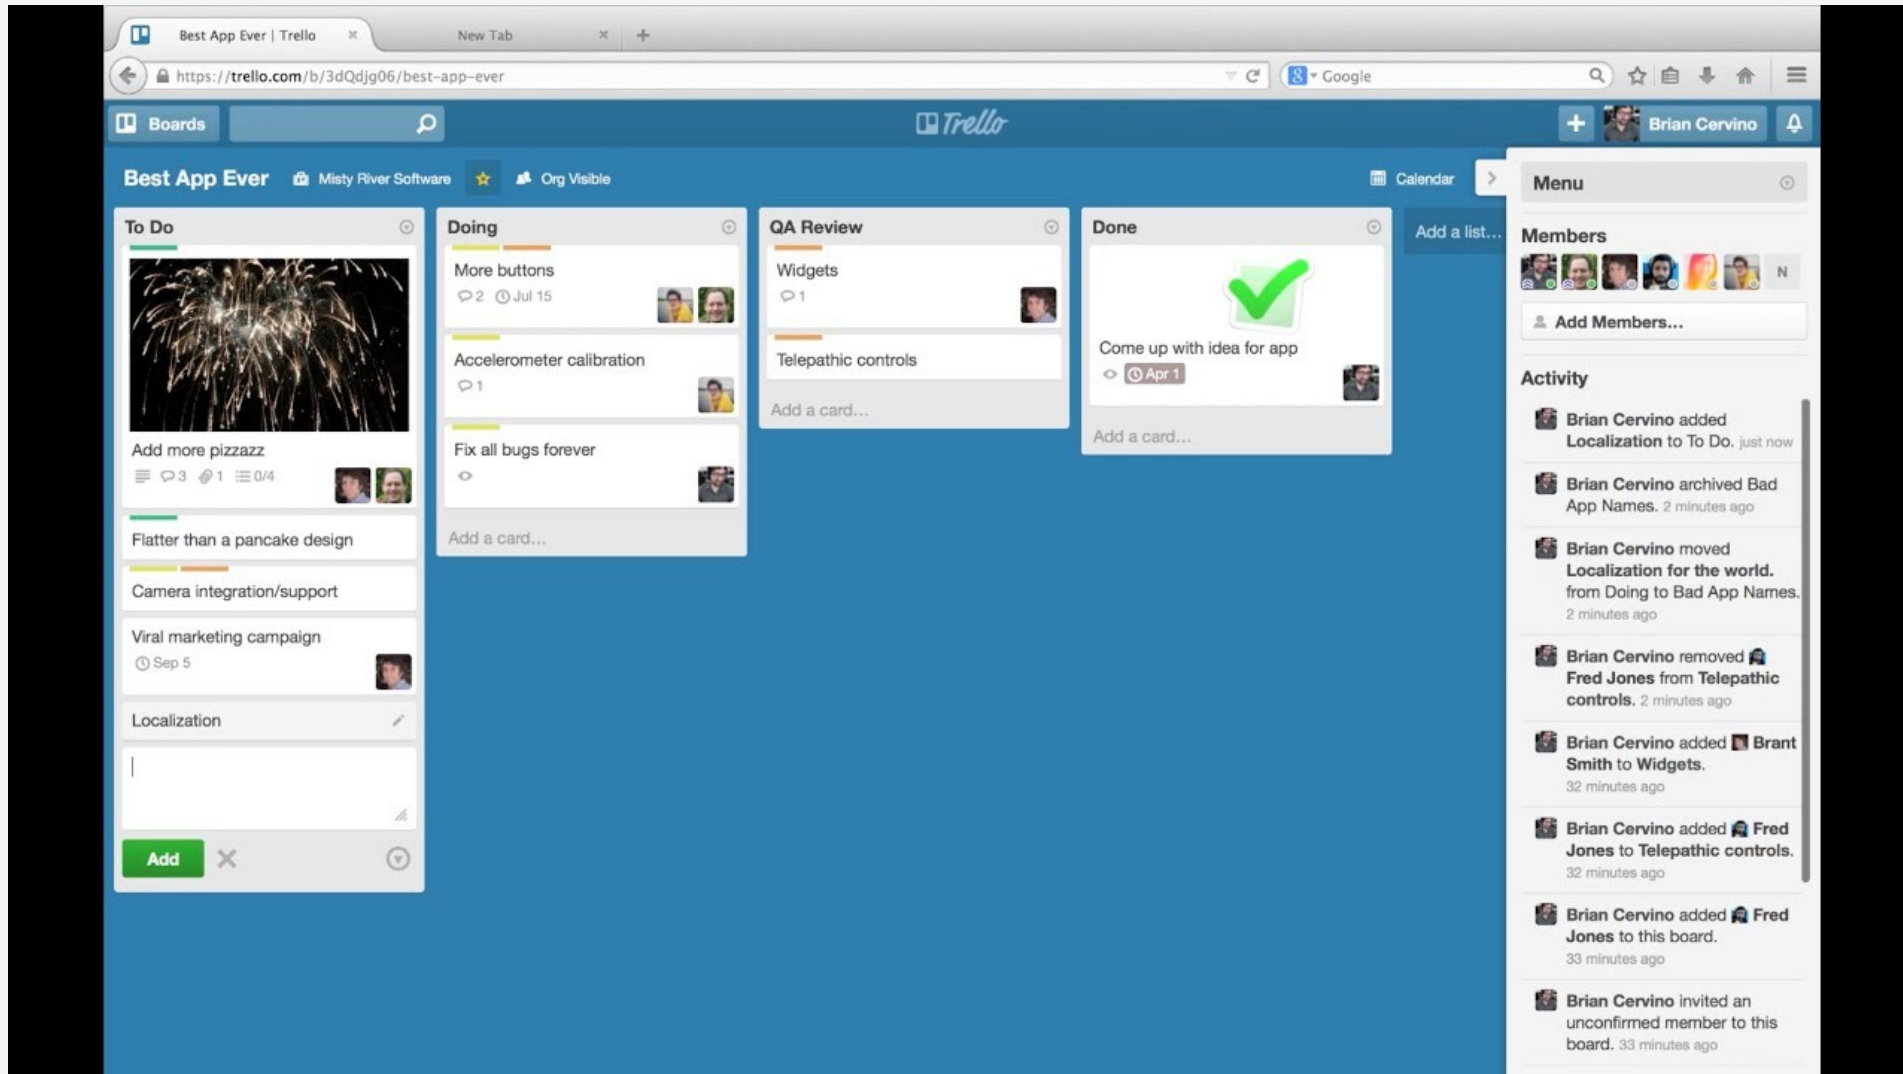 Best App Ever | Trello
New Tab
https://trello.com/b/3dQdjg06/best-app-ever
Google
Boards
Trello
Brian Cervino
Best App Ever
Misty River Software
Org Visible
Calendar
To Do
Add more pizzazz
3 1 0/4
Flatter than a pancake design
Camera integration/support
Viral marketing campaign
Sep 5
Localization
Add
Doing
More buttons
2 Jul 15
Accelerometer calibration
1
Fix all bugs forever
Add a card...
QA Review
Widgets
1
Telepathic controls
Add a card...
Done
Come up with idea for app
Apr 1
Add a card...
Add a list...
Menu
Members
N
Add Members...
Activity
Brian Cervino added
Localization to To Do. just now
Brian Cervino archived Bad
App Names. 2 minutes ago
Brian Cervino moved
Localization for the world.
from Doing to Bad App Names.
2 minutes ago
Brian Cervino removed
Fred Jones from Telepathic
controls. 2 minutes ago
Brian Cervino added Brant
Smith to Widgets.
32 minutes ago
Brian Cervino added Fred
Jones to Telepathic controls.
32 minutes ago
Brian Cervino added Fred
Jones to this board.
33 minutes ago
Brian Cervino invited an
unconfirmed member to this
board. 33 minutes ago